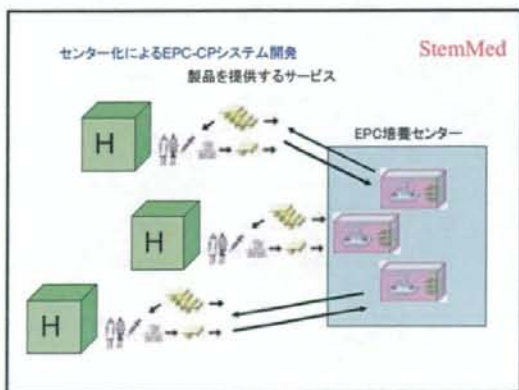 センター化によるEPC-CPシステム開発
StemMed
製品を提供するサービス
EPC培養センター
H
H
H